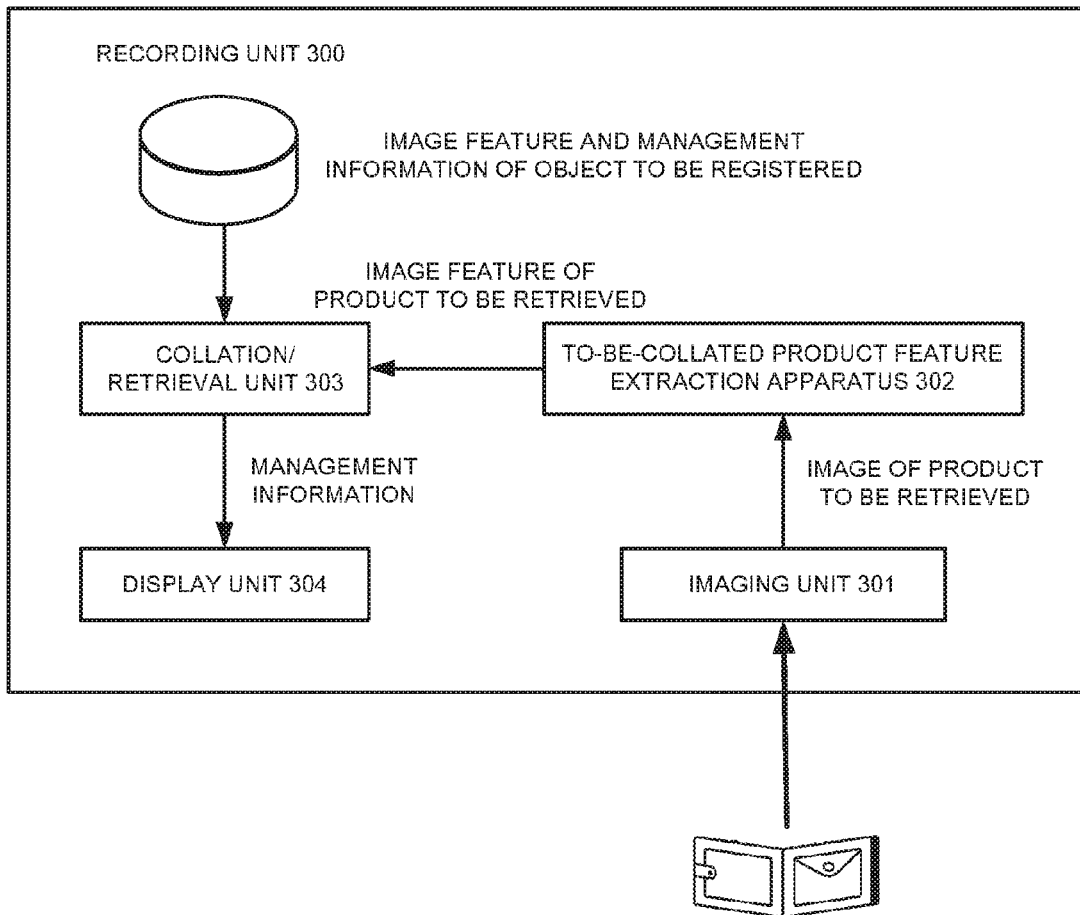 RECORDING UNIT 300
IMAGE FEATURE AND MANAGEMENT
INFORMATION OF OBJECT TO BE REGISTERED
IMAGE FEATURE OF
PRODUCT TO BE RETRIEVED
COLLATION/
RETRIEVAL UNIT 303
TO-BE-COLLATED PRODUCT FEATURE
EXTRACTION APPARATUS 302
MANAGEMENT
INFORMATION
IMAGE OF PRODUCT
TO BE RETRIEVED
DISPLAY UNIT 304
IMAGING UNIT 301